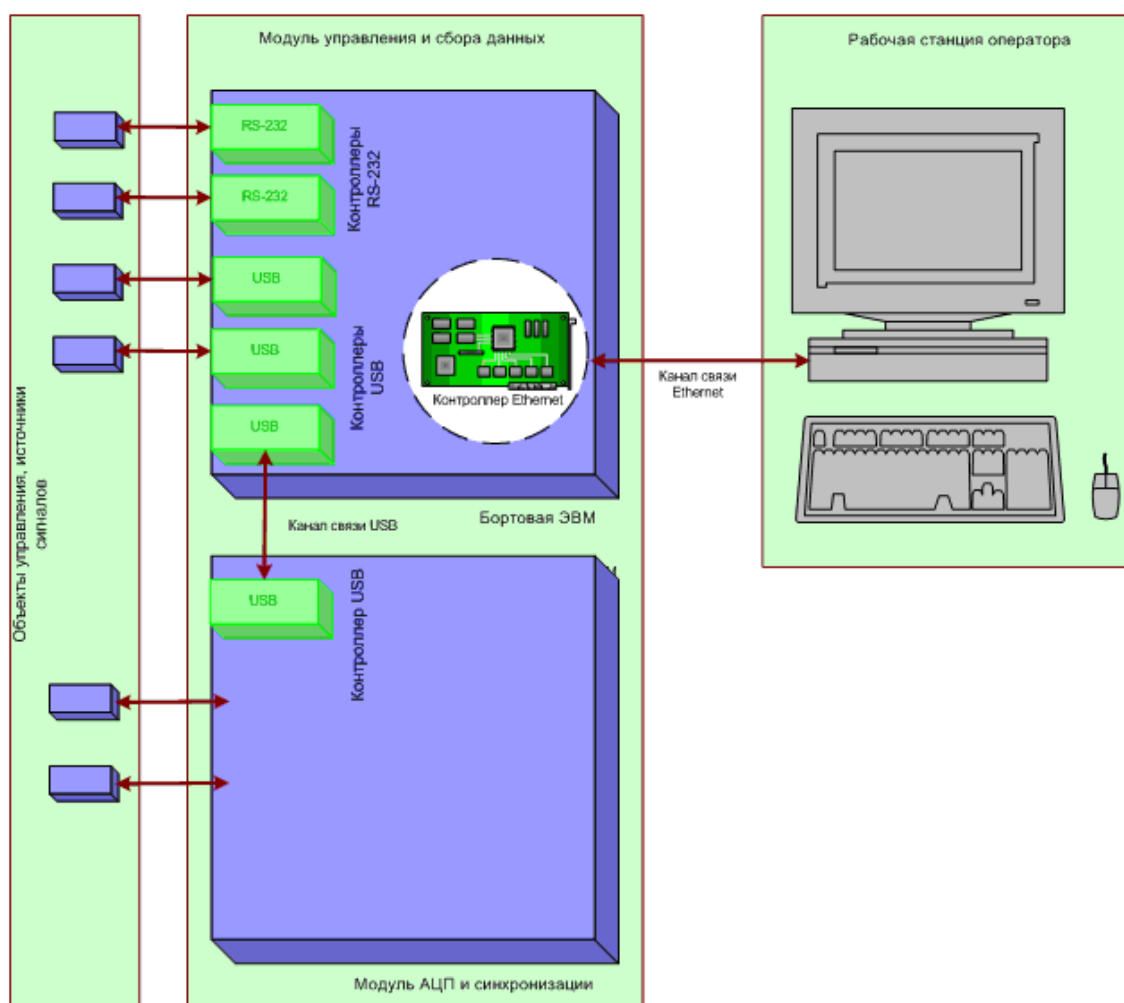 Модуль управления и сбора данных
Рабочая станция оператора
RS-232
RS-232
Контроллеры
RS-232
USB
USB
USB
Контроллеры
USB
Контроллер Ethernet
Канал связи
Ethernet
Объекты управления, источники
сигналов
Бортовая ЭВМ
Канал связи USB
USB
Контроллер USB
Модуль АЦП и синхронизации